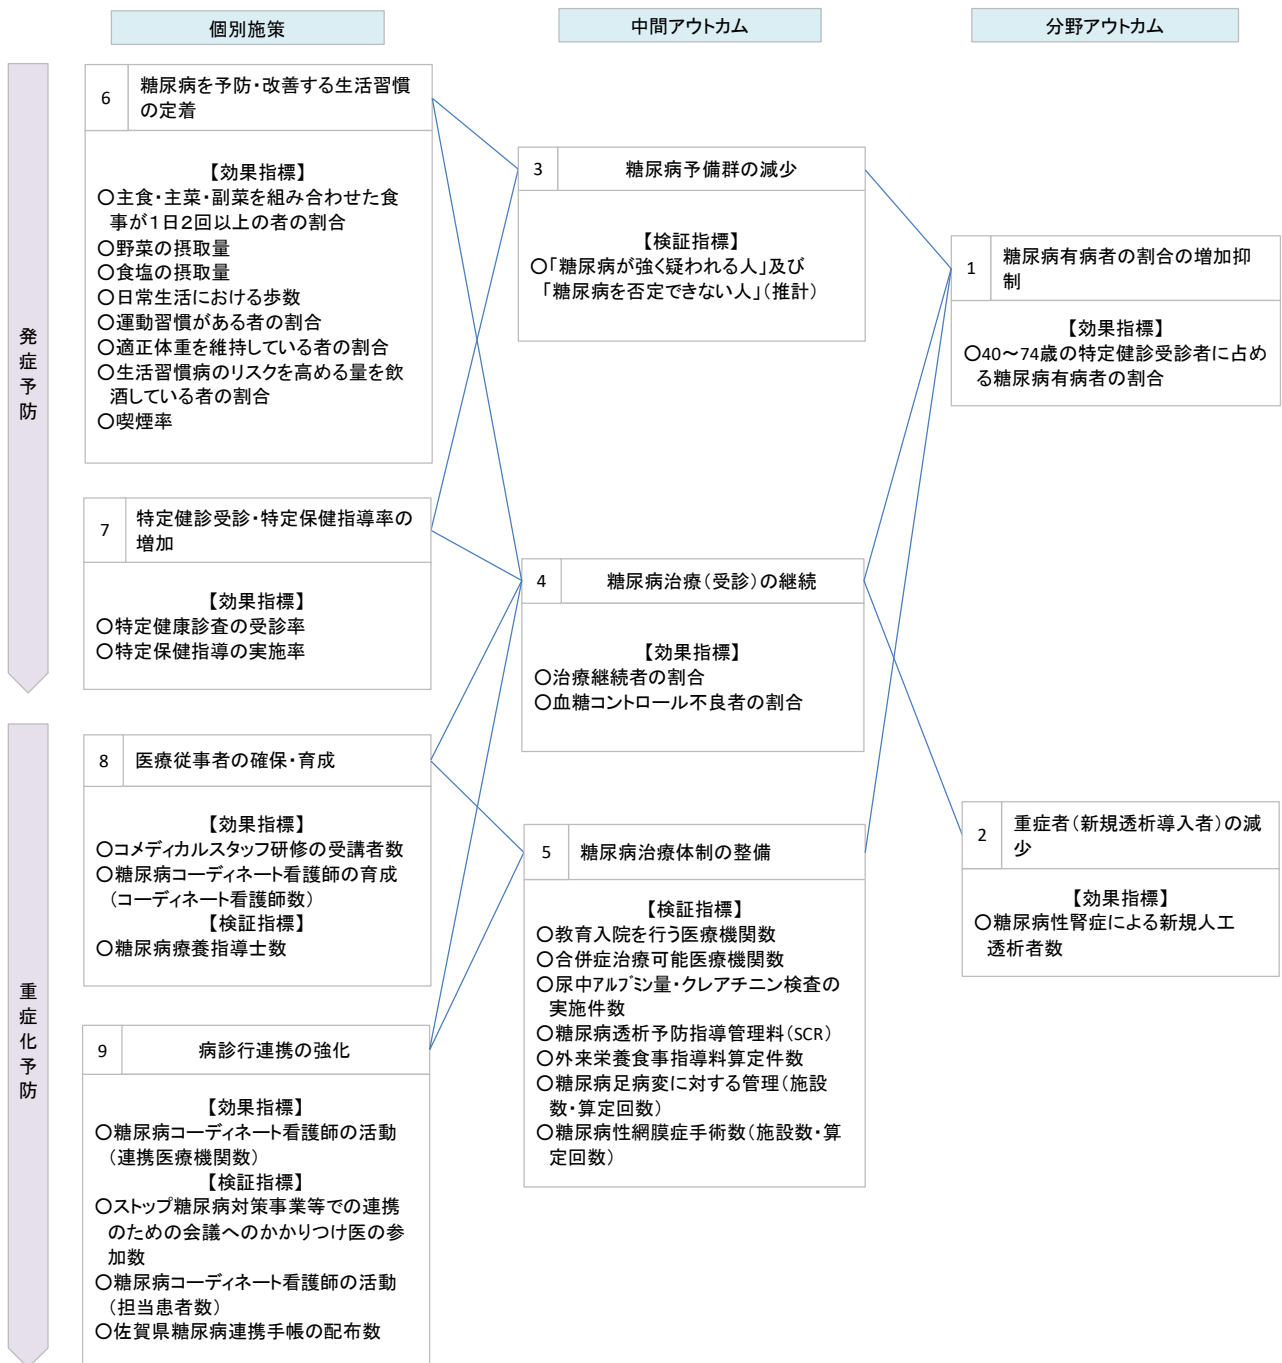 個別施策
中間アウトカム
分野アウトカム
発症予防
6
糖尿病を予防・改善する生活習慣
の定着
【効果指標】
○主食・主菜・副菜を組み合わせた食
事が１日２回以上の者の割合
○野菜の摂取量
○食塩の摂取量
○日常生活における歩数
○運動習慣がある者の割合
○適正体重を維持している者の割合
○生活習慣病のリスクを高める量を飲
酒している者の割合
○喫煙率
7
特定健診受診・特定保健指導率の
増加
【効果指標】
○特定健康診査の受診率
○特定保健指導の実施率
重症化予防
8
医療従事者の確保・育成
【効果指標】
○コメディカルスタッフ研修の受講者数
○糖尿病コーディネート看護師の育成
（コーディネート看護師数）
【検証指標】
○糖尿病療養指導士数
9
病診行連携の強化
【効果指標】
○糖尿病コーディネート看護師の活動
（連携医療機関数）
【検証指標】
○ストップ糖尿病対策事業等での連携
のための会議へのかかりつけ医の参
加数
○糖尿病コーディネート看護師の活動
（担当患者数）
○佐賀県糖尿病連携手帳の配布数
3
糖尿病予備群の減少
【検証指標】
○「糖尿病が強く疑われる人」及び
「糖尿病を否定できない人」（推計）
4
糖尿病治療（受診）の継続
【効果指標】
○治療継続者の割合
○血糖コントロール不良者の割合
5
糖尿病治療体制の整備
【検証指標】
○教育入院を行う医療機関数
○合併症治療可能医療機関数
○尿中ｱﾙﾌﾞﾐﾝ量・クレアチニン検査の
実施件数
○糖尿病透析予防指導管理料（SCR）
○外来栄養食事指導料算定件数
○糖尿病足病変に対する管理（施設
数・算定回数）
○糖尿病性網膜症手術数（施設数・算
定回数）
1
糖尿病有病者の割合の増加抑
制
【効果指標】
○40～74歳の特定健診受診者に占め
る糖尿病有病者の割合
2
重症者（新規透析導入者）の減
少
【効果指標】
○糖尿病性腎症による新規人工
透析者数